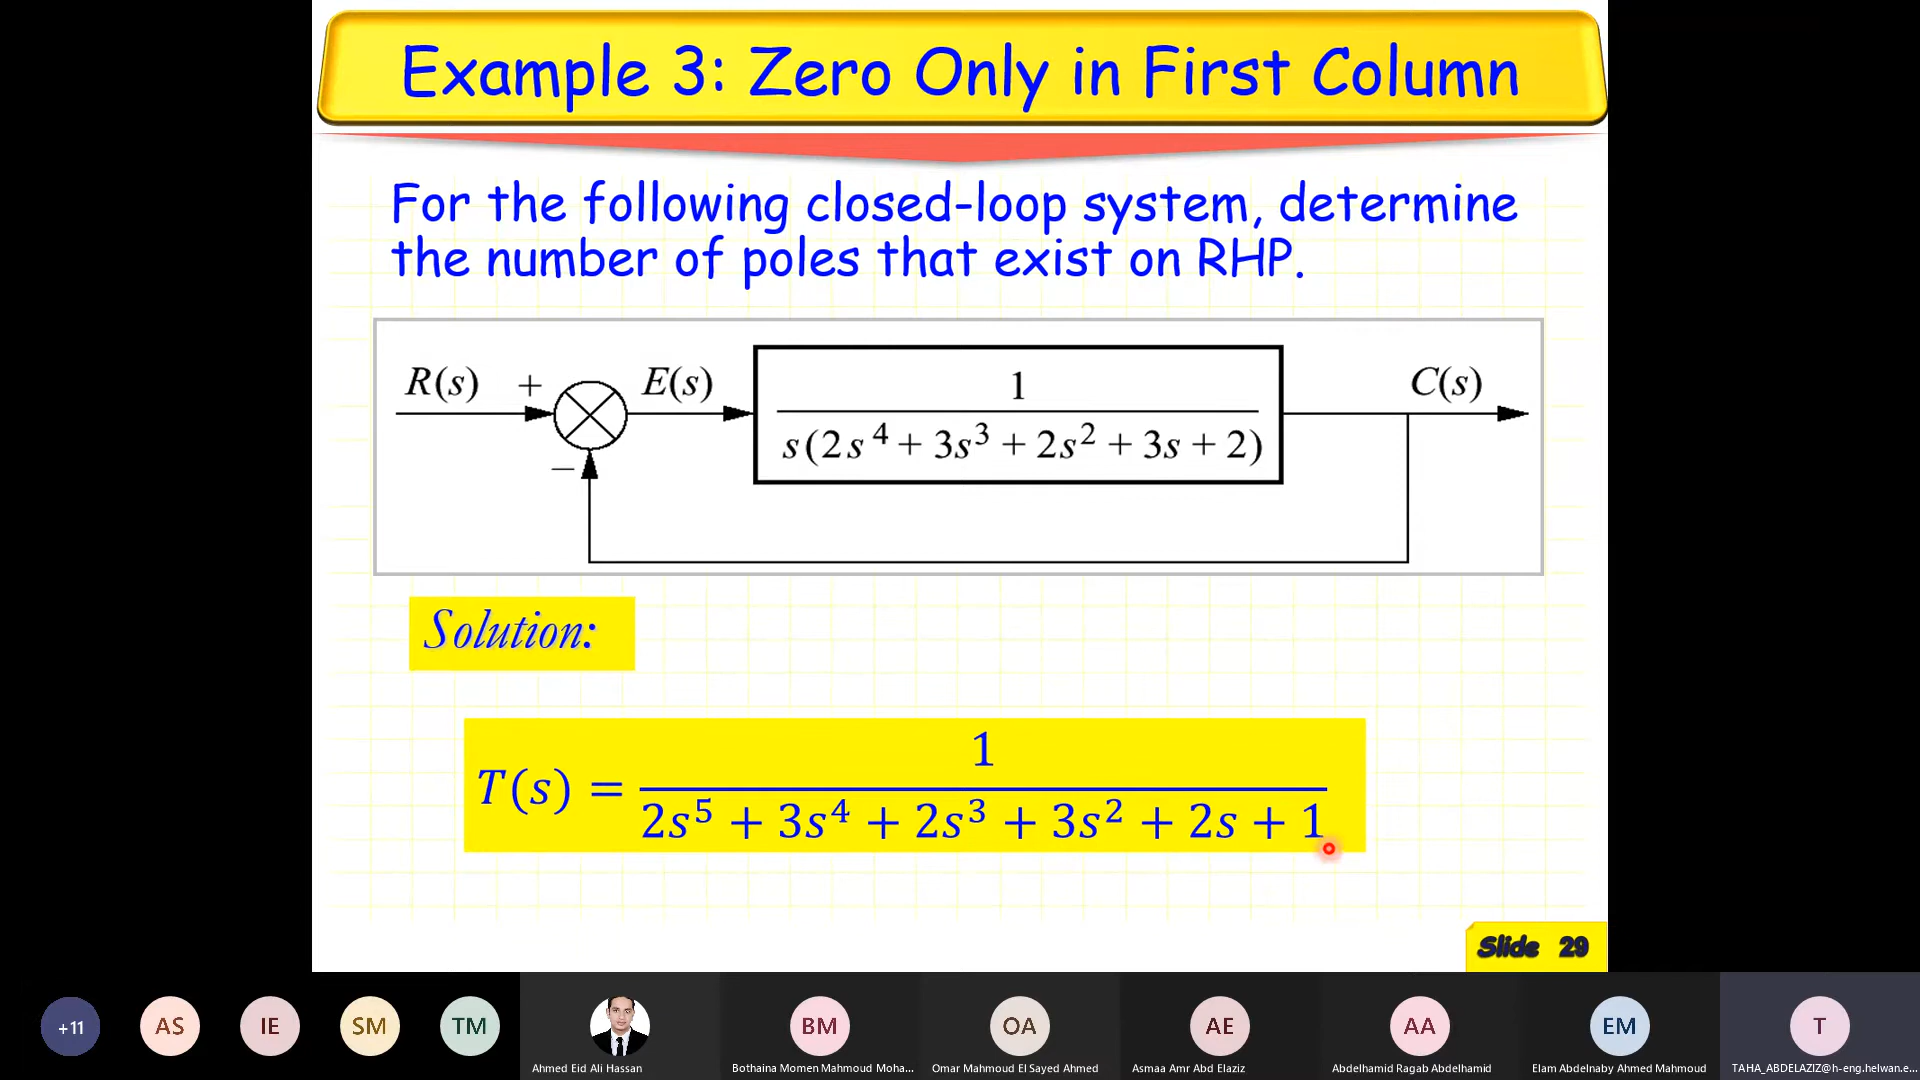 Example 3: Zero Only in First Column
For the following closed-loop system, determine
the number of poles that exist on RHP.
R(s) + E(s) C(s)
1
s(2s⁴ + 3s³ + 2s² + 3s + 2)
−
Solution:
1
T(s) =
2s⁵ + 3s⁴ + 2s³ + 3s² + 2s + 1
Slide 29
+11 AS IE SM TM BM OA AE AA EM T
Ahmed Eid Ali Hassan Bothaina Momen Mahmoud Moha... Omar Mahmoud El Sayed Ahmed Asmaa Amr Abd Elaziz Abdelhamid Ragab Abdelhamid Elam Abdelnaby Ahmed Mahmoud TAHA_ABDELAZIZ@h-eng.helwan.e...